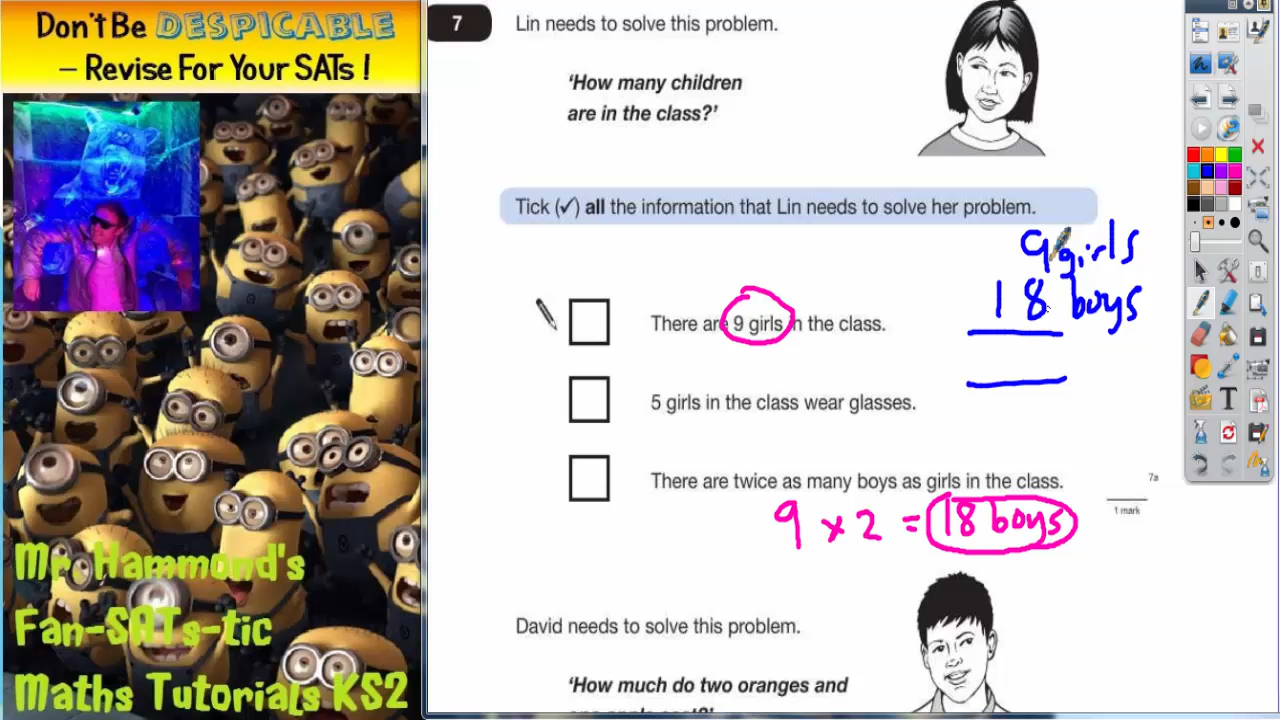 Don't Be DESPICABLE
– Revise For Your SATs !
Mr. Hammond's
Fan-SATs-tic
Maths Tutorials KS2
7
Lin needs to solve this problem.
'How many children
are in the class?'
Tick (✓) all the information that Lin needs to solve her problem.
9 girls
18 boys
There are 9 girls in the class.
5 girls in the class wear glasses.
There are twice as many boys as girls in the class.
7a
1 mark
9 × 2 = 18 boys
David needs to solve this problem.
'How much do two oranges and
one apple cost?'